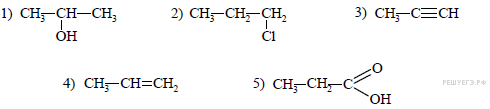 1) CH₃–CH–CH₃
OH
2) CH₃–CH₂–CH₂
Cl
3) CH₃–C≡CH
4) CH₃–CH=CH₂
5) CH₃–CH₂–C
O
OH
РЕШУЕГЭ.РФ